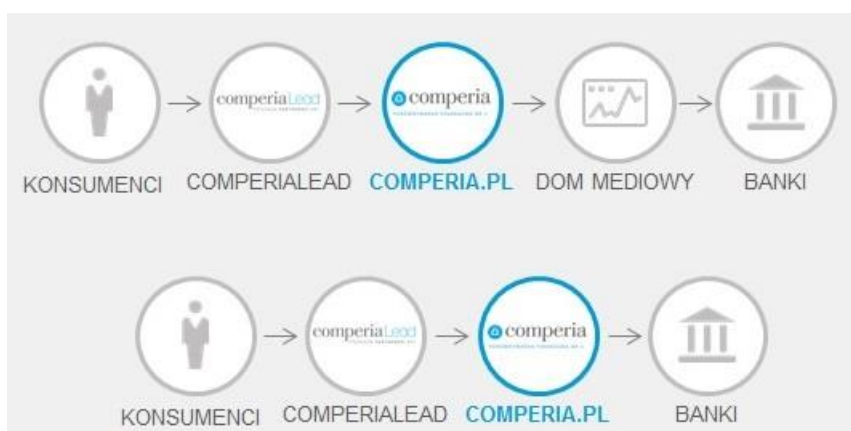 comperiaLead
comperia
KONSUMENCI
COMPERIALEAD
COMPERIA.PL
DOM MEDIOWY
BANKI
comperiaLead
comperia
KONSUMENCI
COMPERIALEAD
COMPERIA.PL
BANKI